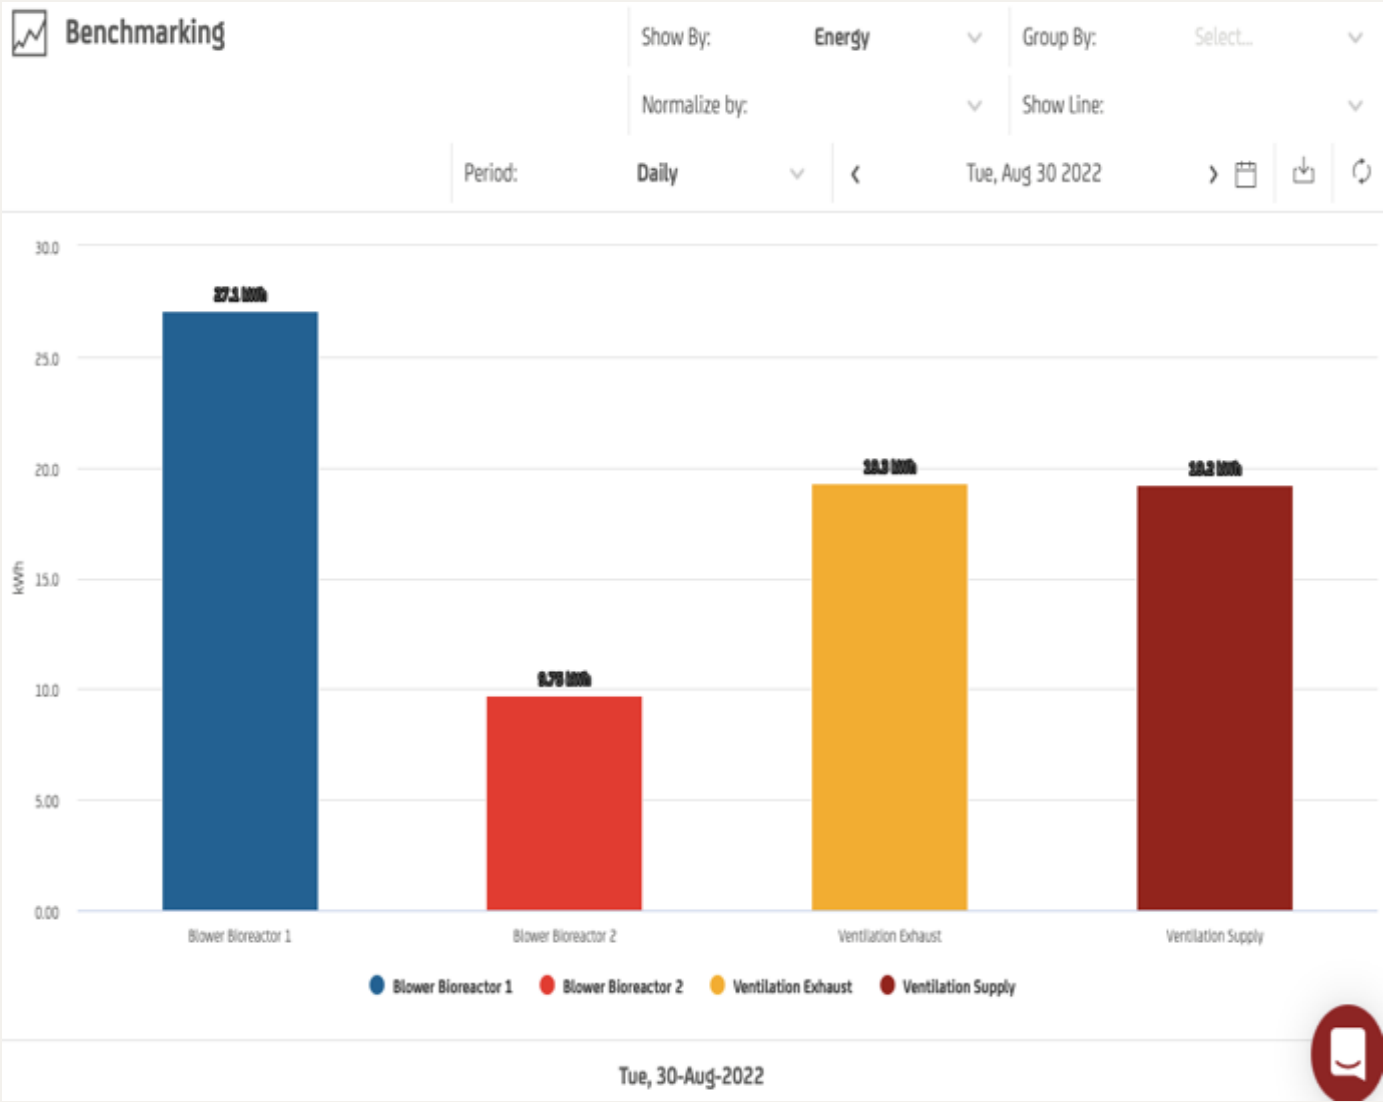 Benchmarking
Show By: Energy
Group By: Select...
Normalize by:
Show Line:
Period: Daily
Tue, Aug 30 2022
30.0
25.0
20.0
15.0
10.0
5.00
0.00
kWh
27.1 kWh
9.75 kWh
19.3 kWh
19.2 kWh
Blower Bioreactor 1
Blower Bioreactor 2
Ventilation Exhaust
Ventilation Supply
Blower Bioreactor 1
Blower Bioreactor 2
Ventilation Exhaust
Ventilation Supply
Tue, 30-Aug-2022